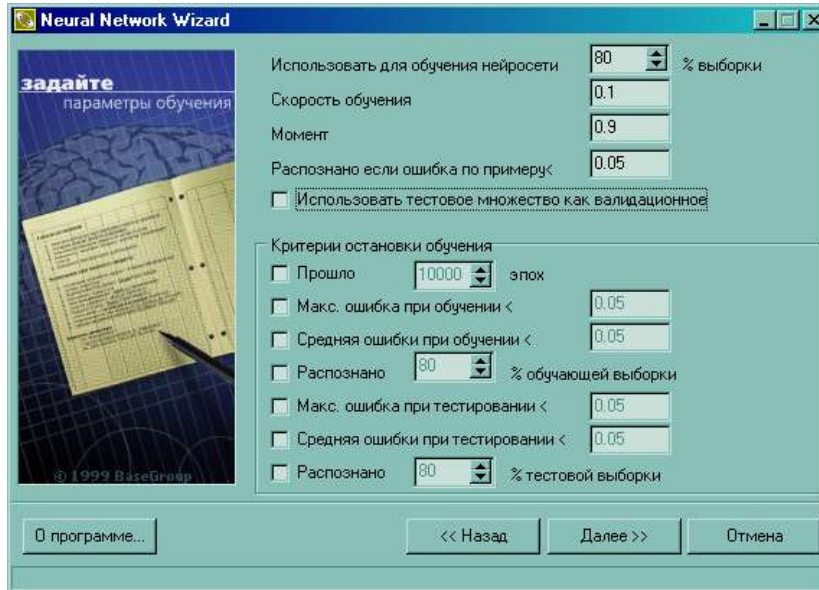 Neural Network Wizard
задайте
параметры обучения
Использовать для обучения нейросети 80 % выборки
Скорость обучения 0.1
Момент 0.9
Распознано если ошибка по примеру< 0.05
Использовать тестовое множество как валидационное
Критерии остановки обучения
Прошло 10000 эпох
Макс. ошибка при обучении < 0.05
Средняя ошибки при обучении < 0.05
Распознано 80 % обучающей выборки
Макс. ошибка при тестировании < 0.05
Средняя ошибки при тестировании < 0.05
Распознано 80 % тестовой выборки
© 1999 BaseGroup
О программе... << Назад Далее >> Отмена